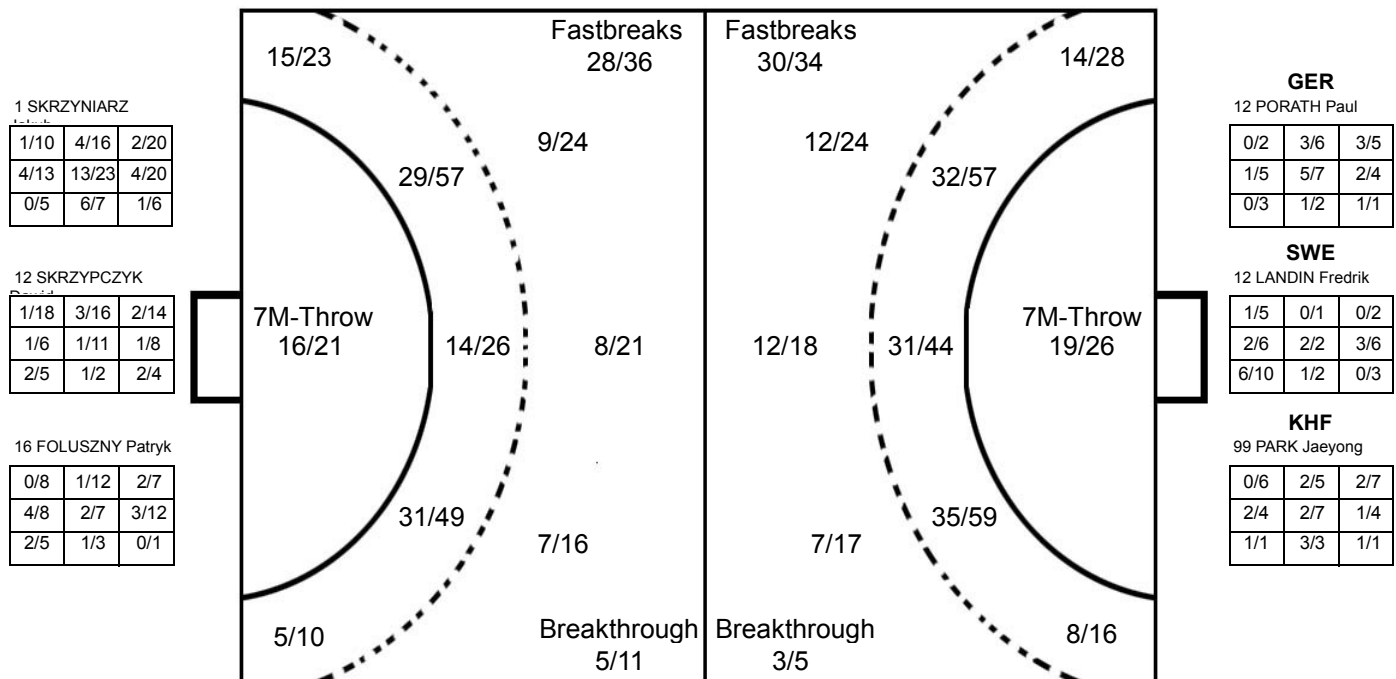 1 SKRZYNIARZ
1/10 4/16 2/20
4/13 13/23 4/20
0/5 6/7 1/6
12 SKRZYPCZYK
1/18 3/16 2/14
1/6 1/11 1/8
2/5 1/2 2/4
16 FOLUSZNY Patryk
0/8 1/12 2/7
4/8 2/7 3/12
2/5 1/3 0/1
Fastbreaks
28/36
15/23
9/24
29/57
7M-Throw
16/21
14/26
8/21
31/49
7/16
5/10
Breakthrough
5/11
Fastbreaks
30/34
14/28
12/24
32/57
12/18
31/44
7M-Throw
19/26
35/59
7/17
8/16
Breakthrough
3/5
GER
12 PORATH Paul
0/2 3/6 3/5
1/5 5/7 2/4
0/3 1/2 1/1
SWE
12 LANDIN Fredrik
1/5 0/1 0/2
2/6 2/2 3/6
6/10 1/2 0/3
KHF
99 PARK Jaeyong
0/6 2/5 2/7
2/4 2/7 1/4
1/1 3/3 1/1